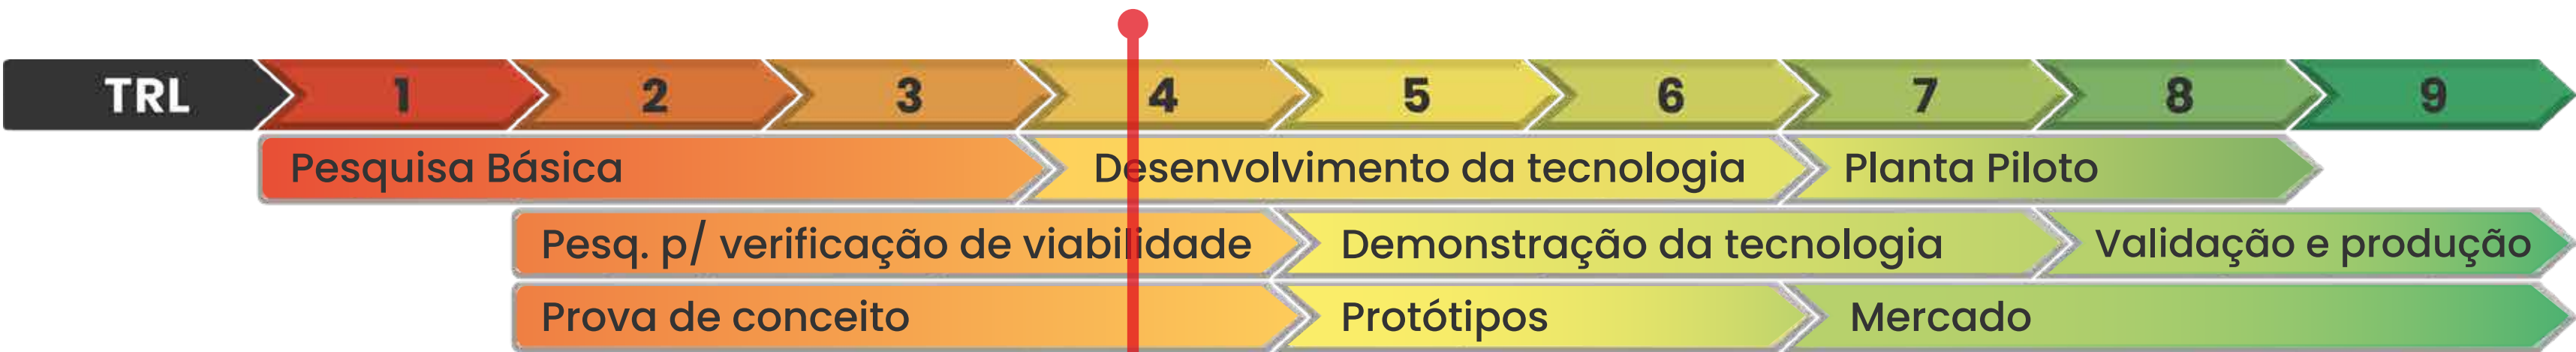 TRL 1 2 3 4 5 6 7 8 9
Pesquisa Básica Desenvolvimento da tecnologia Planta Piloto
Pesq. p/ verificação de viabilidade Demonstração da tecnologia Validação e produção
Prova de conceito Protótipos Mercado